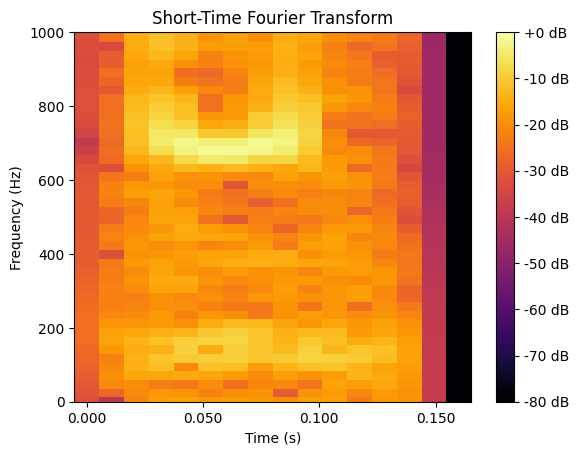 Short-Time Fourier Transform
1000
800
600
400
200
0
Frequency (Hz)
0.000
0.050
0.100
0.150
Time (s)
+0 dB
-10 dB
-20 dB
-30 dB
-40 dB
-50 dB
-60 dB
-70 dB
-80 dB